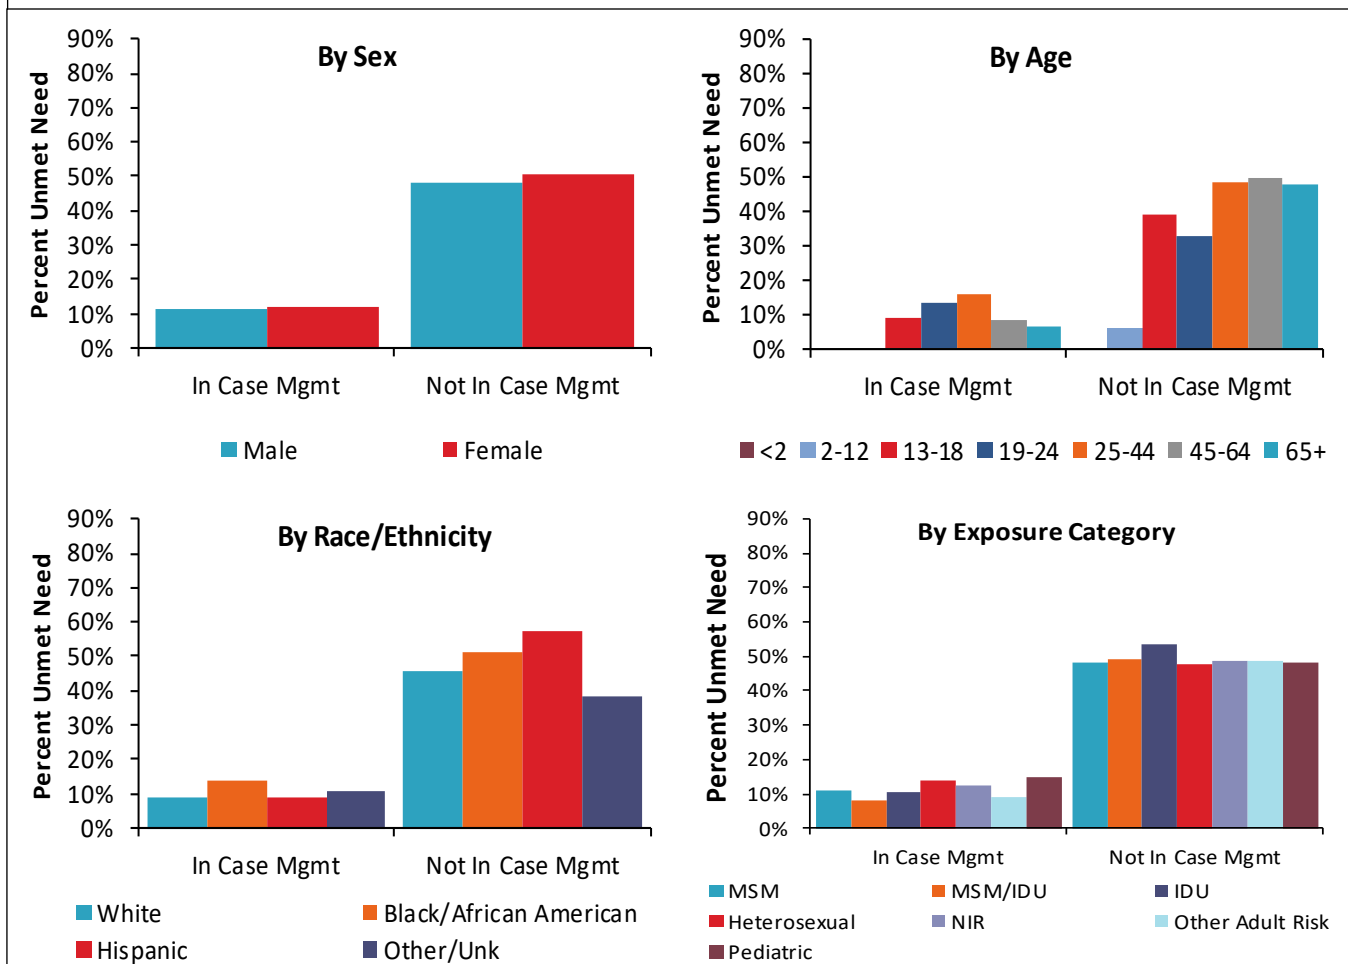 By Sex
Percent Unmet Need
90%
80%
70%
60%
50%
40%
30%
20%
10%
0%
In Case Mgmt Not In Case Mgmt
Male Female
By Age
Percent Unmet Need
90%
80%
70%
60%
50%
40%
30%
20%
10%
0%
In Case Mgmt Not In Case Mgmt
<2 2-12 13-18 19-24 25-44 45-64 65+
By Race/Ethnicity
Percent Unmet Need
90%
80%
70%
60%
50%
40%
30%
20%
10%
0%
In Case Mgmt Not In Case Mgmt
White Black/African American
Hispanic Other/Unk
By Exposure Category
Percent Unmet Need
90%
80%
70%
60%
50%
40%
30%
20%
10%
0%
In Case Mgmt Not In Case Mgmt
MSM MSM/IDU IDU
Heterosexual NIR Other Adult Risk
Pediatric